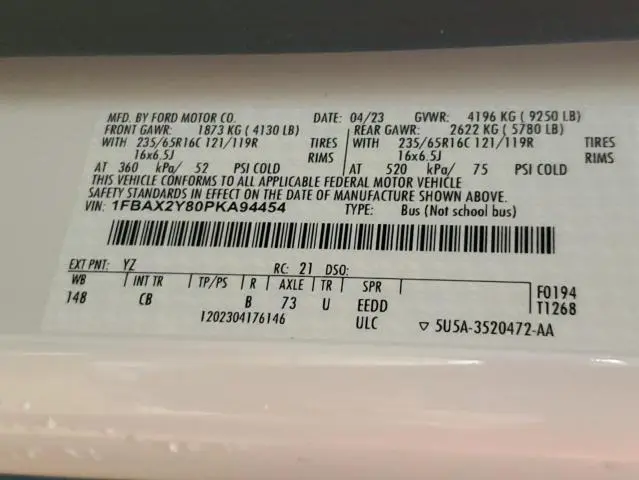 MFD. BY FORD MOTOR CO. DATE: 04/23 GVWR: 4196 KG ( 9250 LB)
FRONT GAWR: 1873 KG ( 4130 LB) REAR GAWR: 2622 KG ( 5780 LB)
WITH 235/65R16C 121/119R TIRES WITH 235/65R16C 121/119R TIRES
16x6.5J RIMS 16x6.5J RIMS
AT 360 kPa/ 52 PSI COLD AT 520 kPa/ 75 PSI COLD
THIS VEHICLE CONFORMS TO ALL APPLICABLE FEDERAL MOTOR VEHICLE
SAFETY STANDARDS IN EFFECT ON THE DATE OF MANUFACTURE SHOWN ABOVE.
VIN: 1FBAX2Y80PKA94454 TYPE: Bus (Not school bus)
EXT PNT: YZ RC: 21 DSO:
WB INT TR TP/PS R AXLE TR SPR F0194
148 CB B 73 U EEDD T1268
1202304176146 ULC ▽ 5U5A-3520472-AA